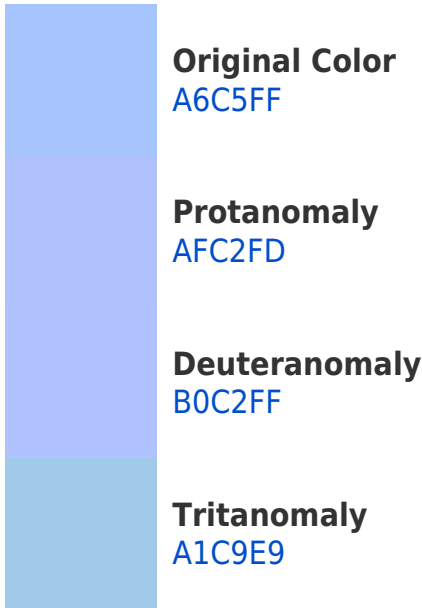 Original Color
A6C5FF
Protanomaly
AFC2FD
Deuteranomaly
B0C2FF
Tritanomaly
A1C9E9